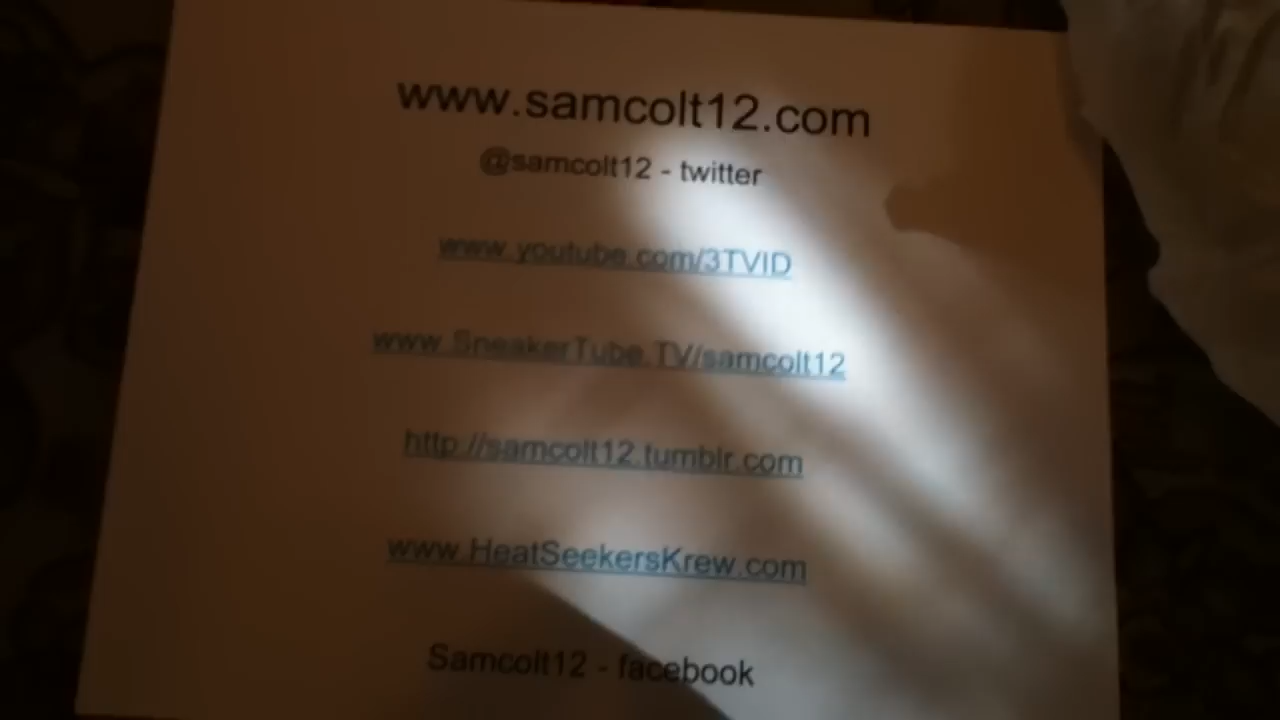 www.samcolt12.com
@samcolt12 - twitter
www.youtube.com/3TVID
www.SneakerTube.TV/samcolt12
http://samcolt12.tumblr.com
www.HeatSeekersKrew.com
Samcolt12 - facebook